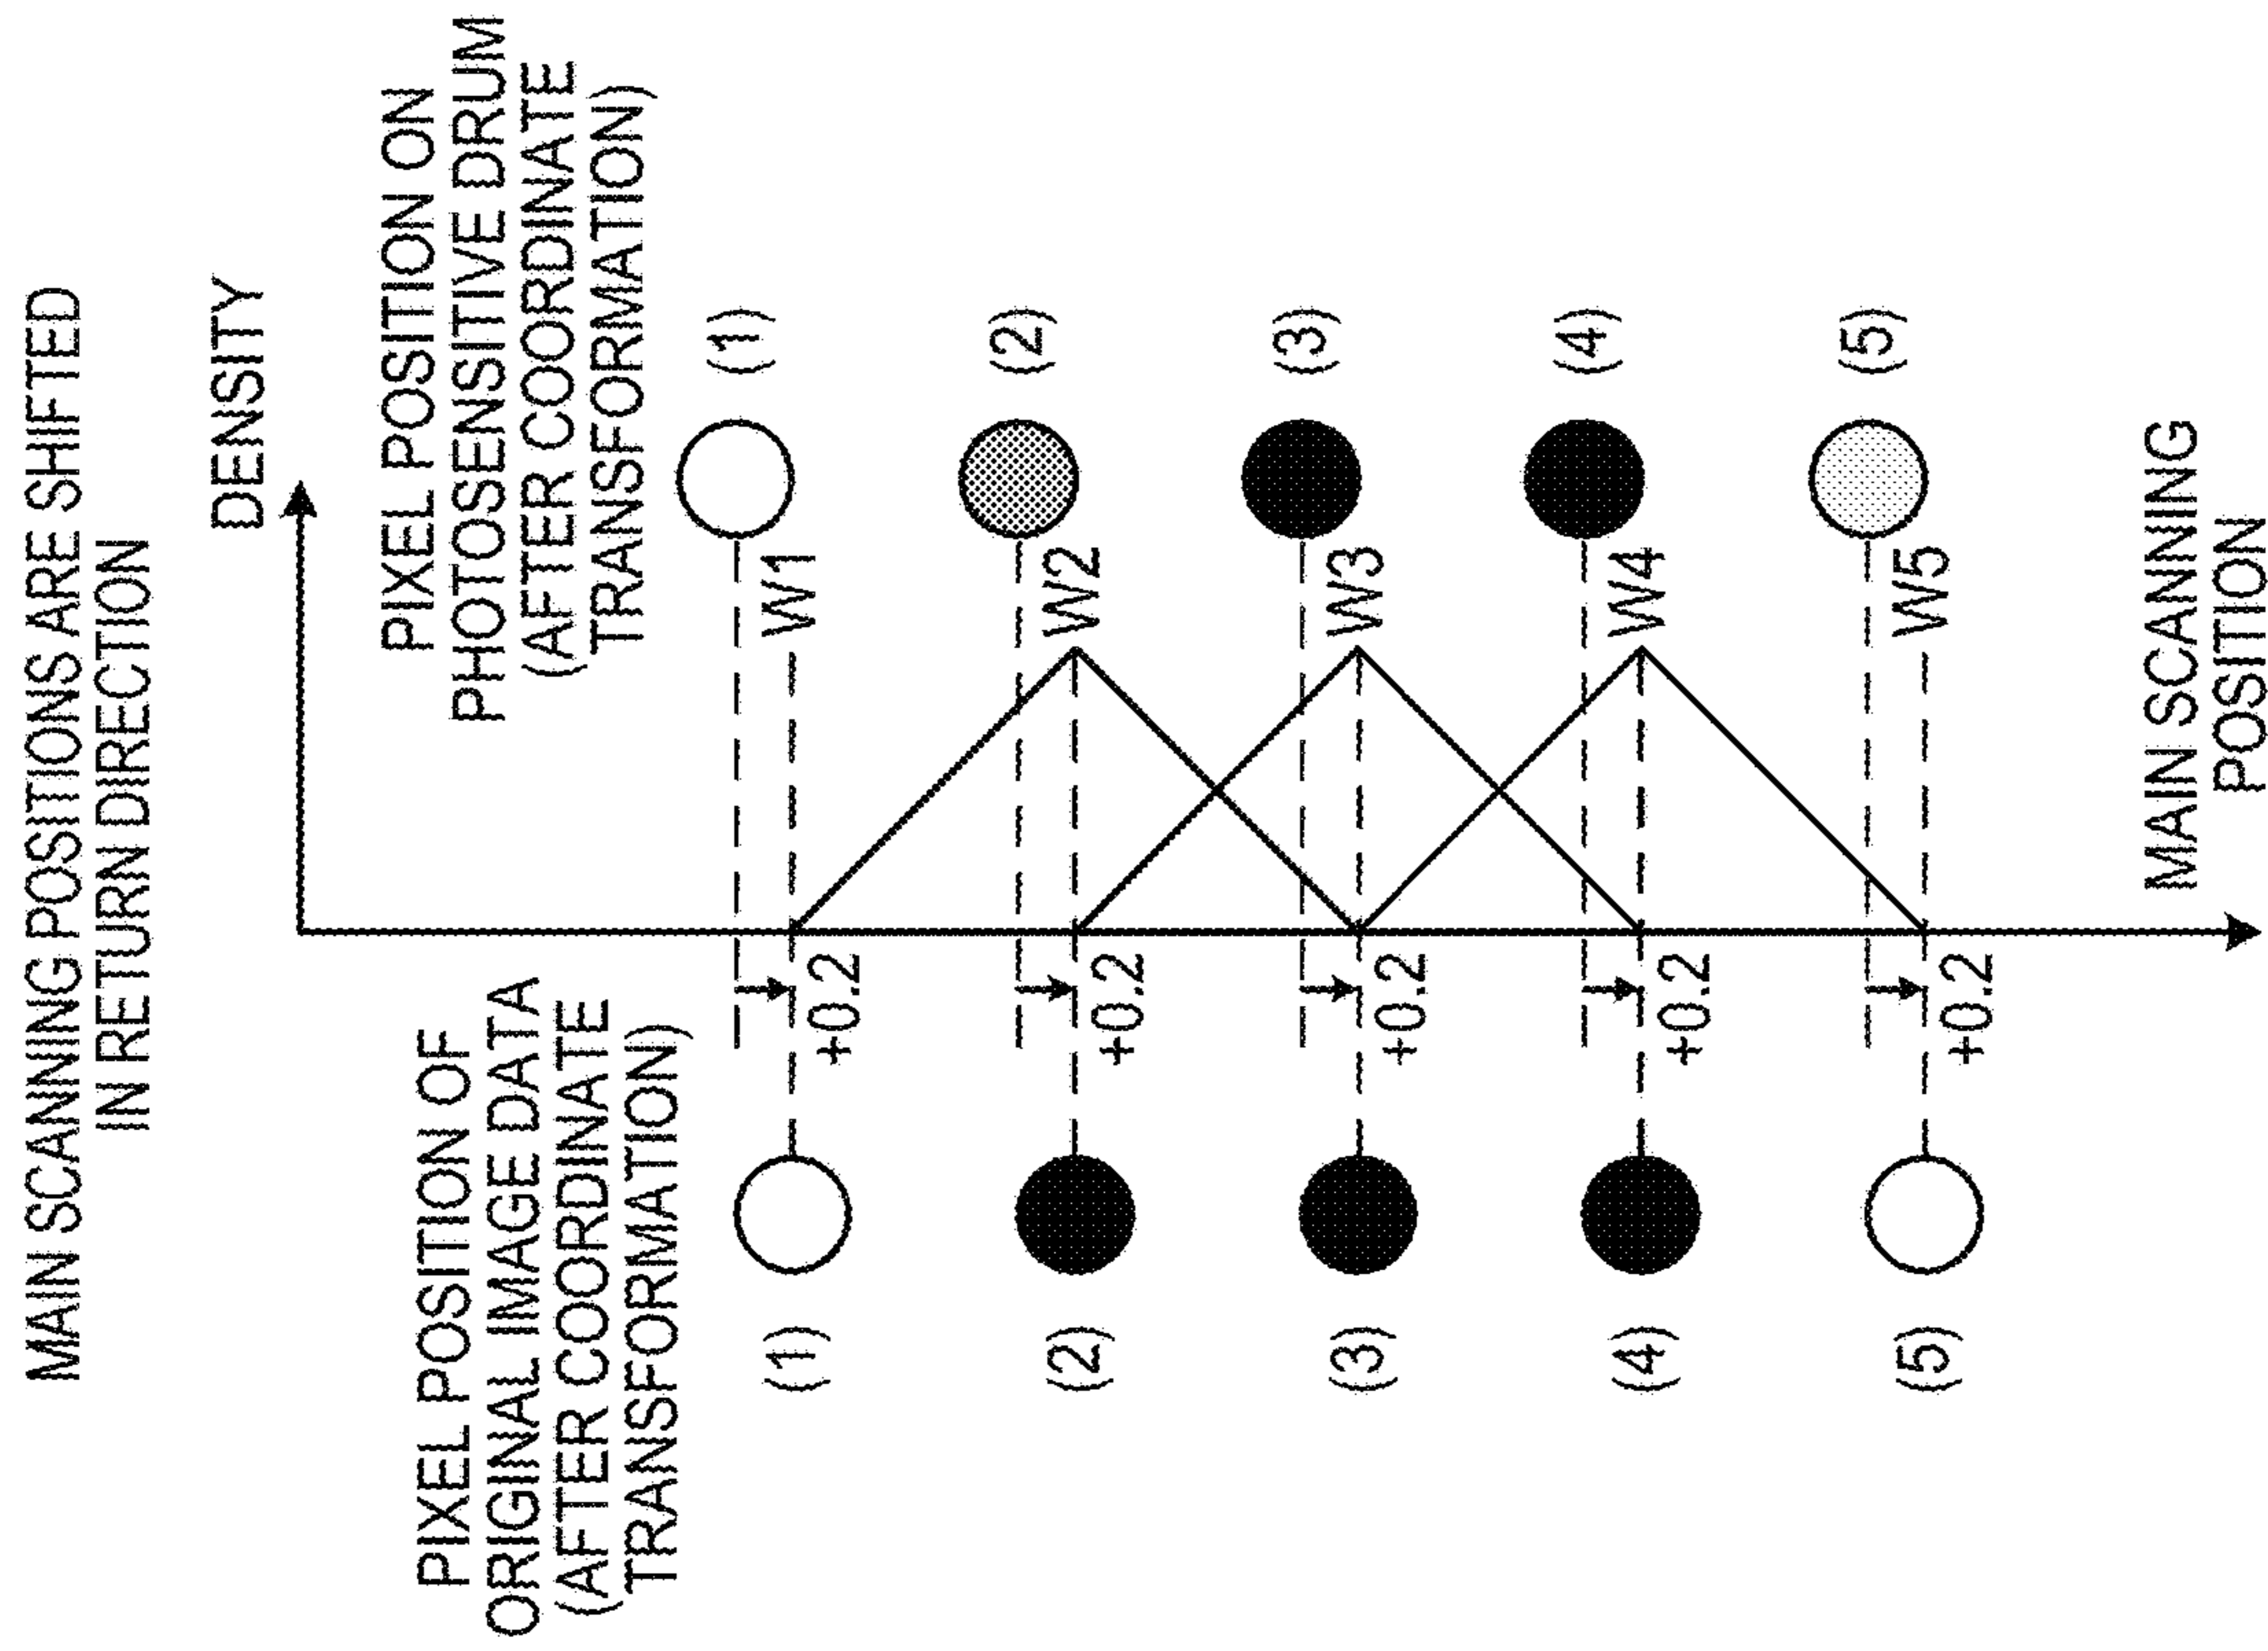 MAIN SCANNING POSITIONS ARE SHIFTED
IN RETURN DIRECTION
DENSITY
PIXEL POSITION ON
PHOTOSENSITIVE DRUM
(AFTER COORDINATE
TRANSFORMATION)
PIXEL POSITION OF
ORIGINAL IMAGE DATA
(AFTER COORDINATE
TRANSFORMATION)
(1)
(2)
(3)
(4)
(5)
W1
W2
W3
W4
W5
+0.2
+0.2
+0.2
+0.2
+0.2
(1)
(2)
(3)
(4)
(5)
MAIN SCANNING
POSITION